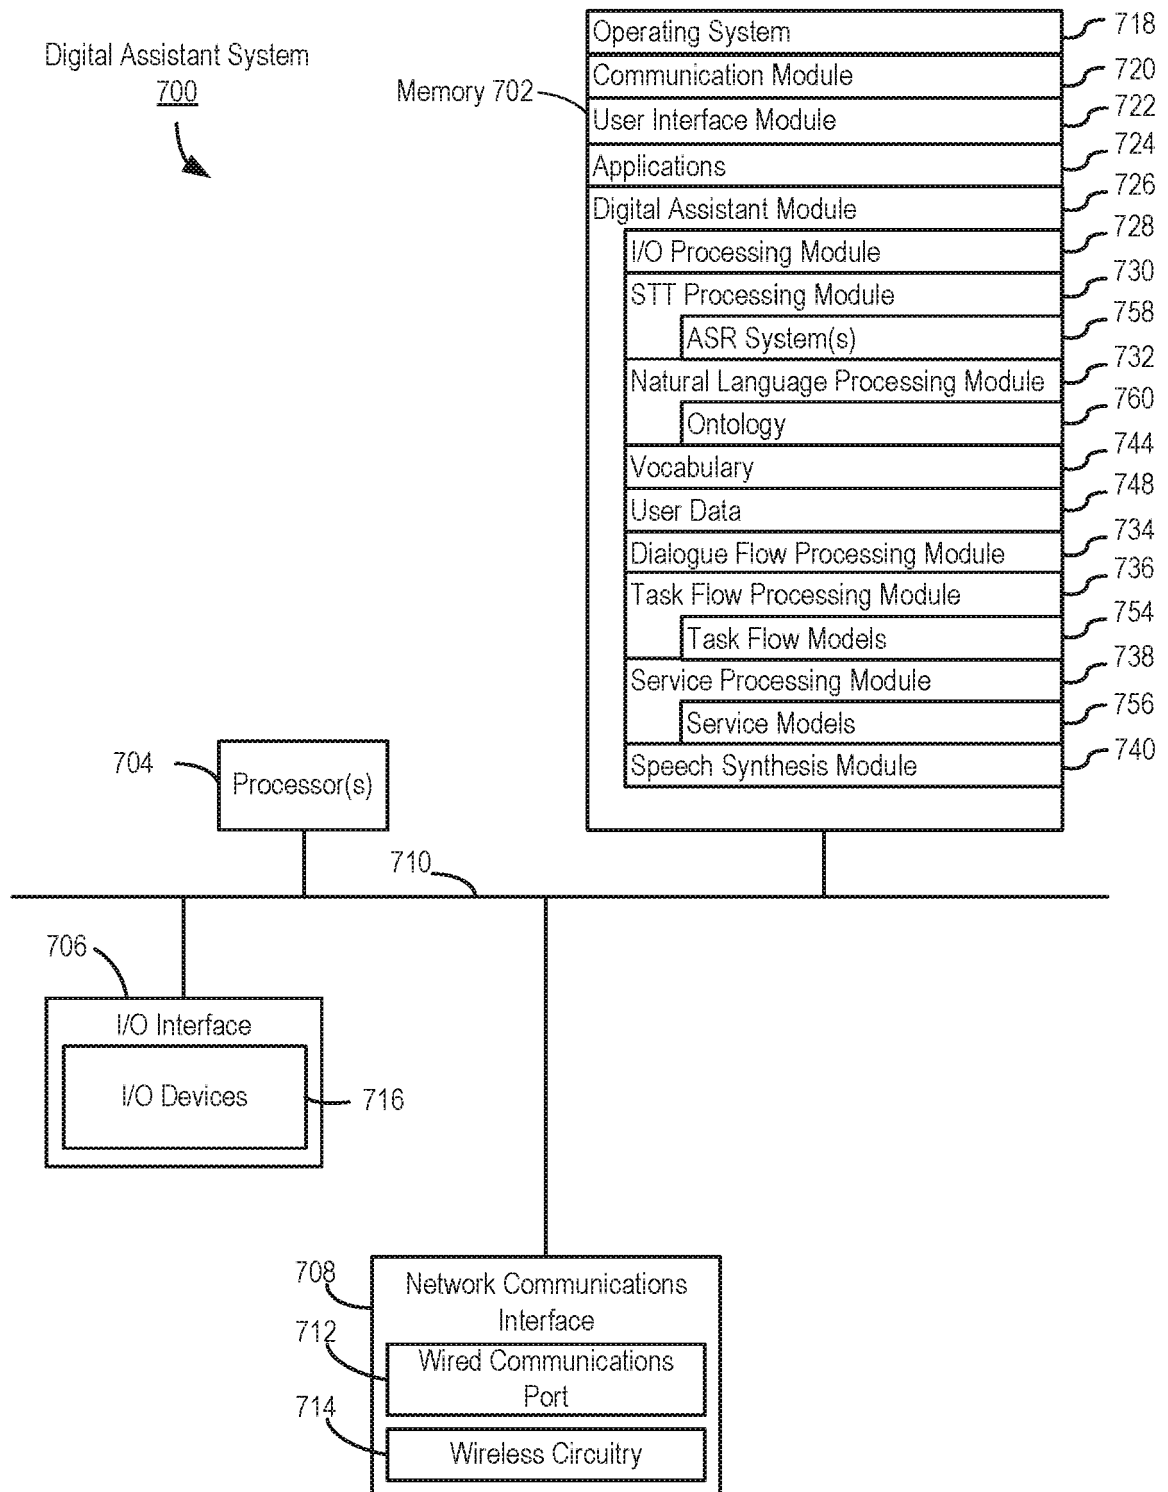 Digital Assistant System
700
Memory 702
Operating System 718
Communication Module 720
User Interface Module 722
Applications 724
Digital Assistant Module 726
I/O Processing Module 728
STT Processing Module 730
ASR System(s) 758
Natural Language Processing Module 732
Ontology 760
Vocabulary 744
User Data 748
Dialogue Flow Processing Module 734
Task Flow Processing Module 736
Task Flow Models 754
Service Processing Module 738
Service Models 756
Speech Synthesis Module 740
704
Processor(s)
710
706
I/O Interface
I/O Devices 716
708
Network Communications
Interface
712
Wired Communications
Port
714
Wireless Circuitry